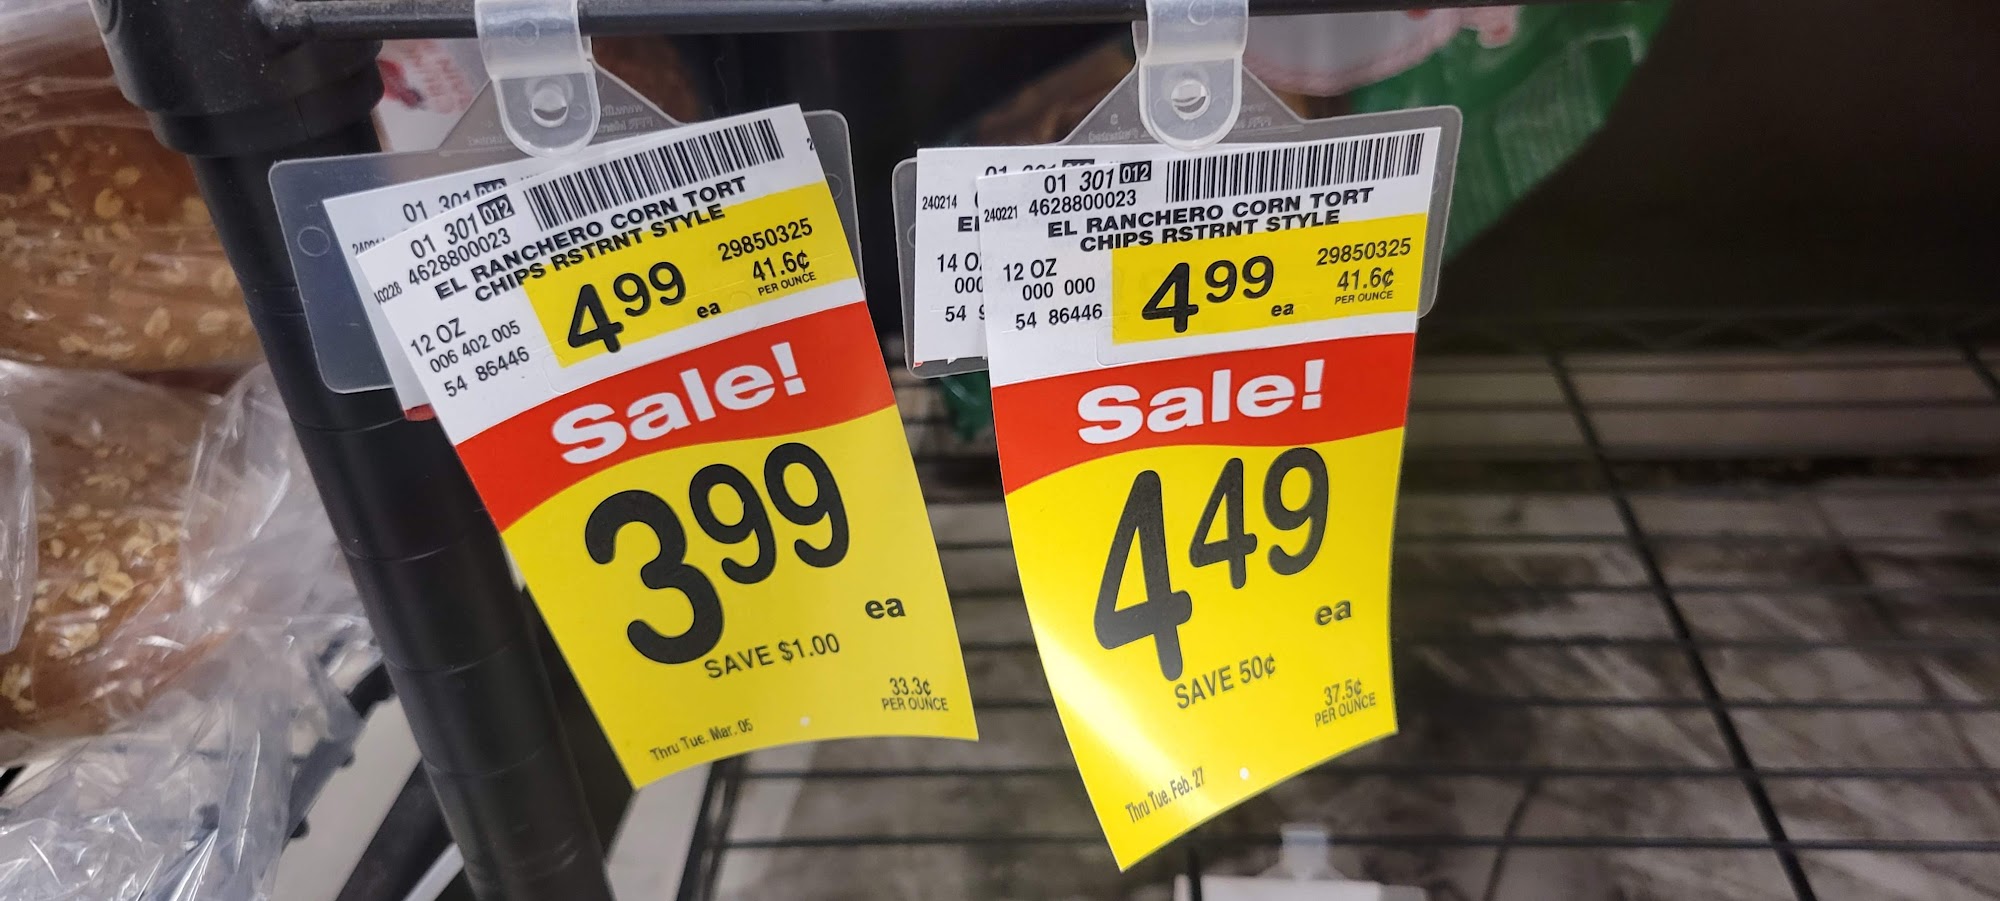 01 301 012
4628800023
EL RANCHERO CORN TORT
CHIPS RSTRNT STYLE
12 OZ
006 402 005
54 86446
4.99 ea
29850325
41.6¢
PER OUNCE
Sale!
3.99
ea
SAVE $1.00
33.3¢
PER OUNCE
Thru Tue. Mar. 05
240214
14 O
000
54
240221
01 301 012
4628800023
EL RANCHERO CORN TORT
CHIPS RSTRNT STYLE
12 OZ
000 000
54 86446
4 99 ea
29850325
41.6¢
PER OUNCE
Sale!
4 49
ea
SAVE 50¢
37.5¢
PER OUNCE
Thru Tue. Feb. 27